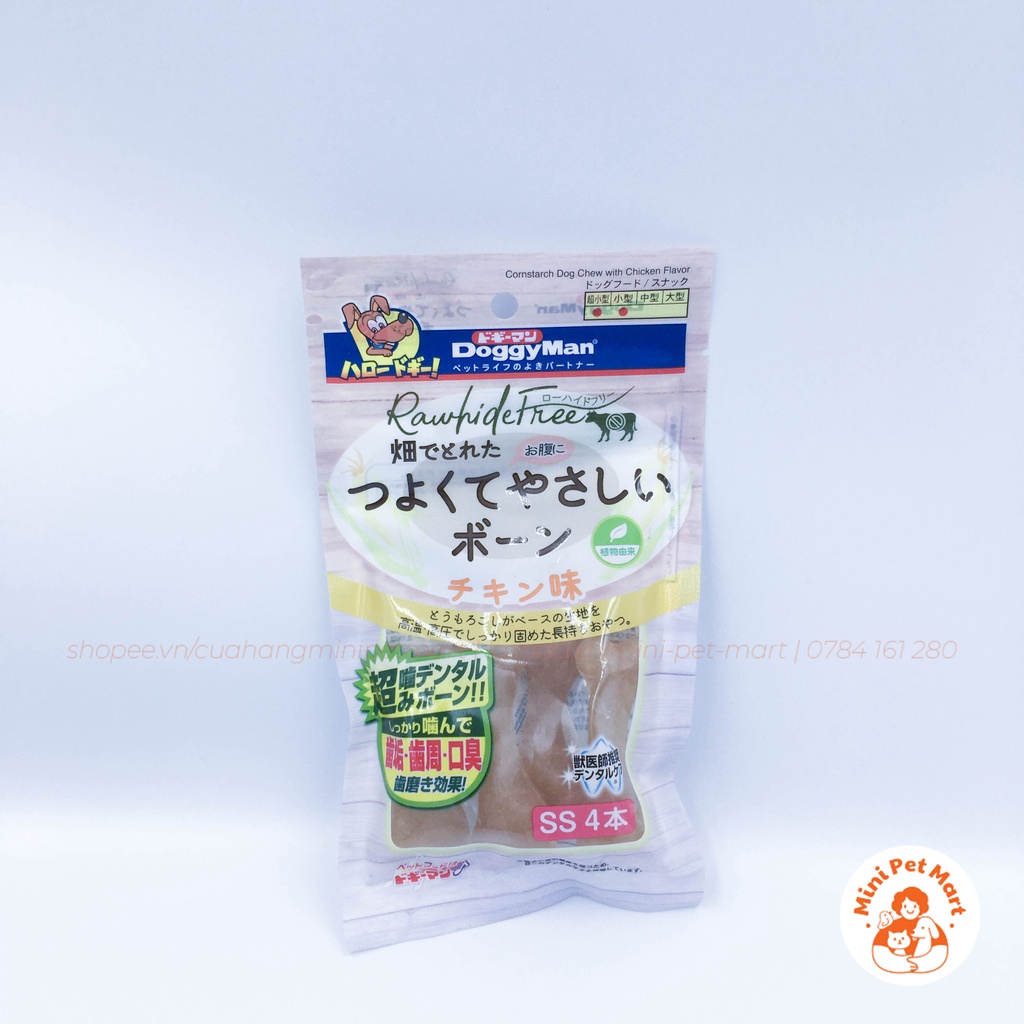 Cornstarch Dog Chew with Chicken Flavor
ドッグフード / スナック
超小型 小型 中型 大型
ハロードギー!
ドギーマン
DoggyMan
ペットライフのよきパートナー
RawhideFree
ローハイドフリー
畑でとれた
お腹に
つよくてやさしい
ボーン
植物由来
チキン味
とうもろこしがベースの生地を
高温・高圧でしっかり固めた長持ちおやつ。
shopee.vn/cuahangmini
ni-pet-mart | 0784 161 280
超噛みデンタルボーン!!
しっかり噛んで
歯垢・歯周・口臭
歯磨き効果!
獣医師推奨
デンタルケア
SS 4本
ドギーマン
Mini Pet Mart